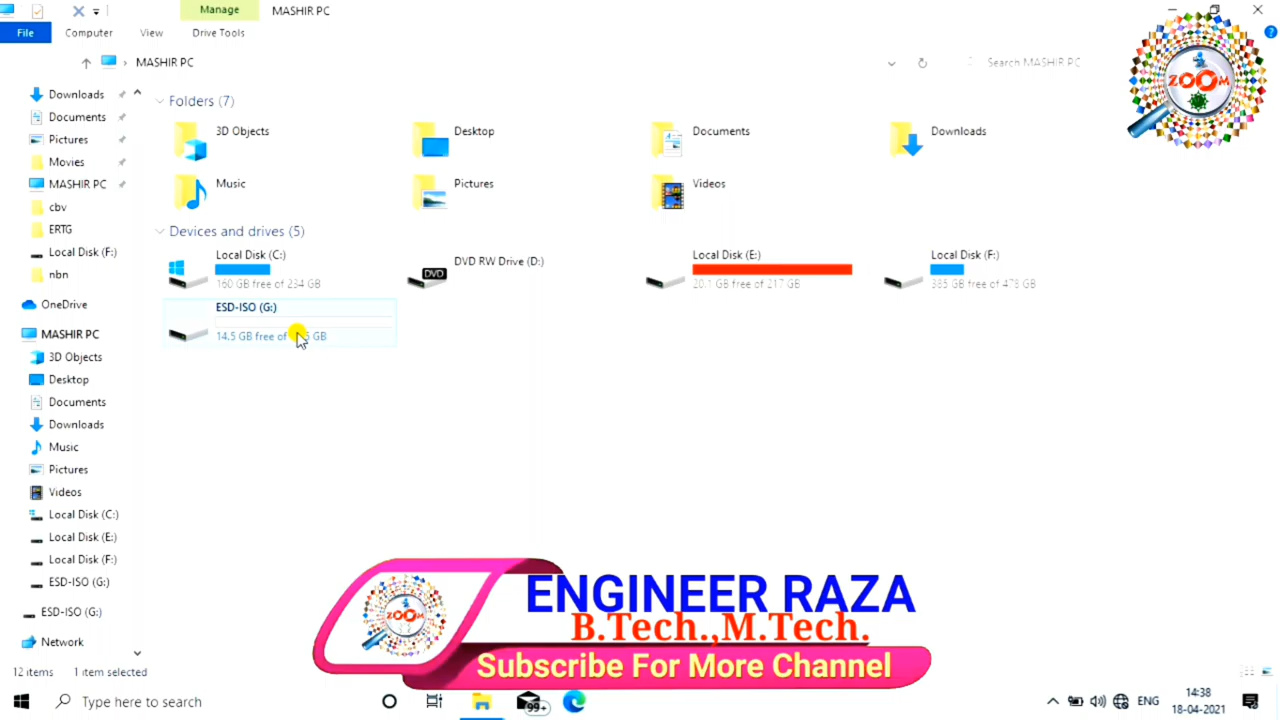 Manage
MASHIR PC
File
Computer
View
Drive Tools
MASHIR PC
Search MASHIR PC
ZOOM
Downloads
Documents
Pictures
Movies
MASHIR PC
cbv
ERTG
Local Disk (F:)
nbn
OneDrive
MASHIR PC
3D Objects
Desktop
Documents
Downloads
Music
Pictures
Videos
Local Disk (C:)
Local Disk (E:)
Local Disk (F:)
ESD-ISO (G:)
ESD-ISO (G:)
Network
Folders (7)
3D Objects
Desktop
Documents
Downloads
Music
Pictures
Videos
Devices and drives (5)
Local Disk (C:)
160 GB free of 234 GB
DVD
DVD RW Drive (D:)
Local Disk (E:)
20.1 GB free of 217 GB
Local Disk (F:)
385 GB free of 478 GB
ESD-ISO (G:)
14.5 GB free of GB
ZOOM
ENGINEER RAZA
B.Tech.,M.Tech.
Subscribe For More Channel
12 items
1 item selected
Type here to search
99+
ENG
14:38
18-04-2021